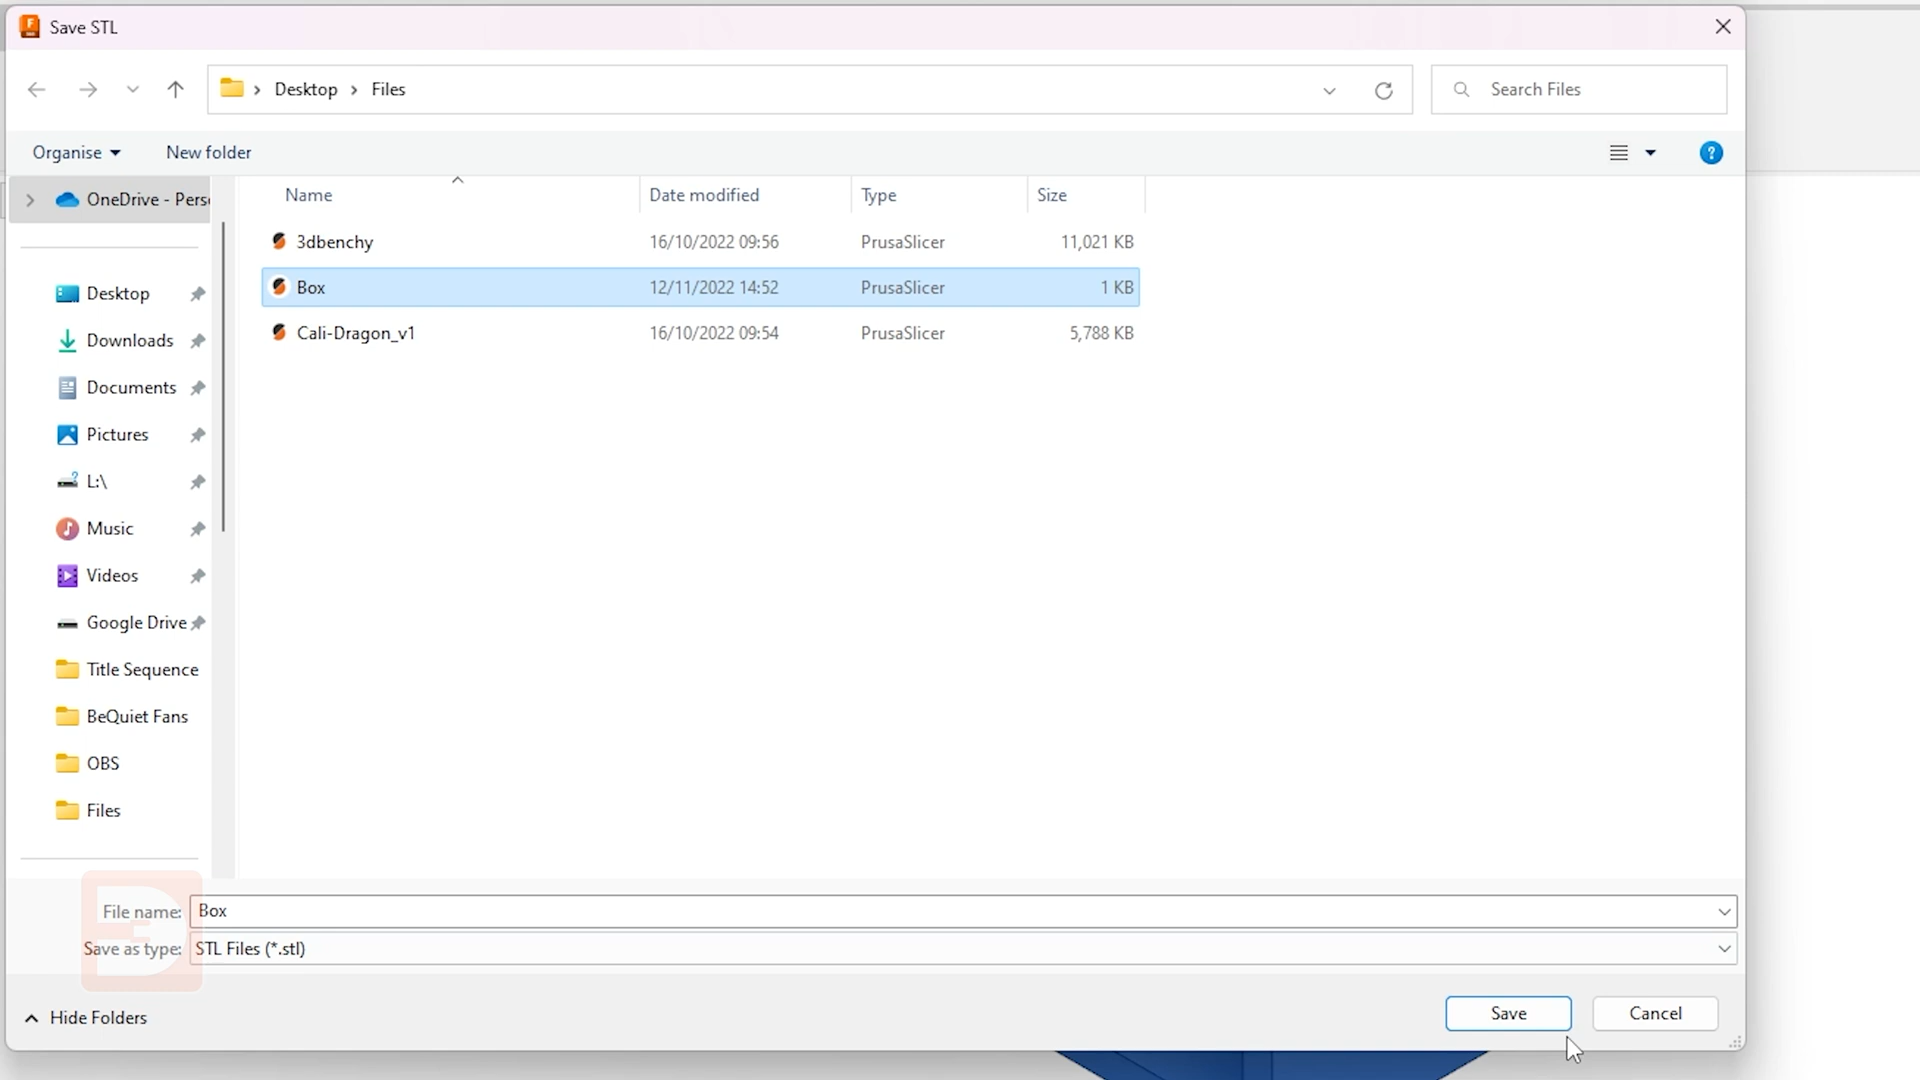 Save STL
Desktop > Files
Search Files
Organise
New folder
OneDrive - Pers
Name Date modified Type Size
3dbenchy 16/10/2022 09:56 PrusaSlicer 11,021 KB
Box 12/11/2022 14:52 PrusaSlicer 1 KB
Cali-Dragon_v1 16/10/2022 09:54 PrusaSlicer 5,788 KB
Desktop
Downloads
Documents
Pictures
L:\
Music
Videos
Google Drive
Title Sequence
BeQuiet Fans
OBS
Files
File name: Box
Save as type: STL Files (*.stl)
Hide Folders
Save
Cancel